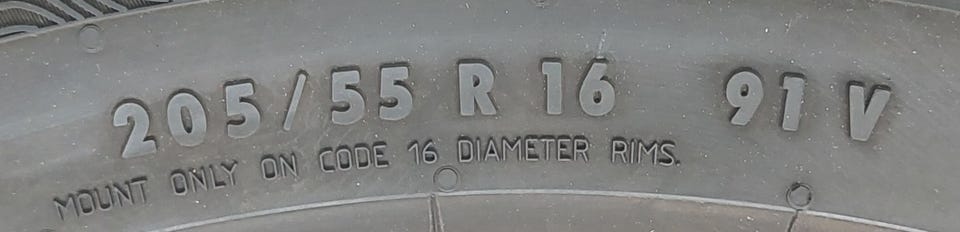 205/55 R 16 91 V
MOUNT ONLY ON CODE 16 DIAMETER RIMS.